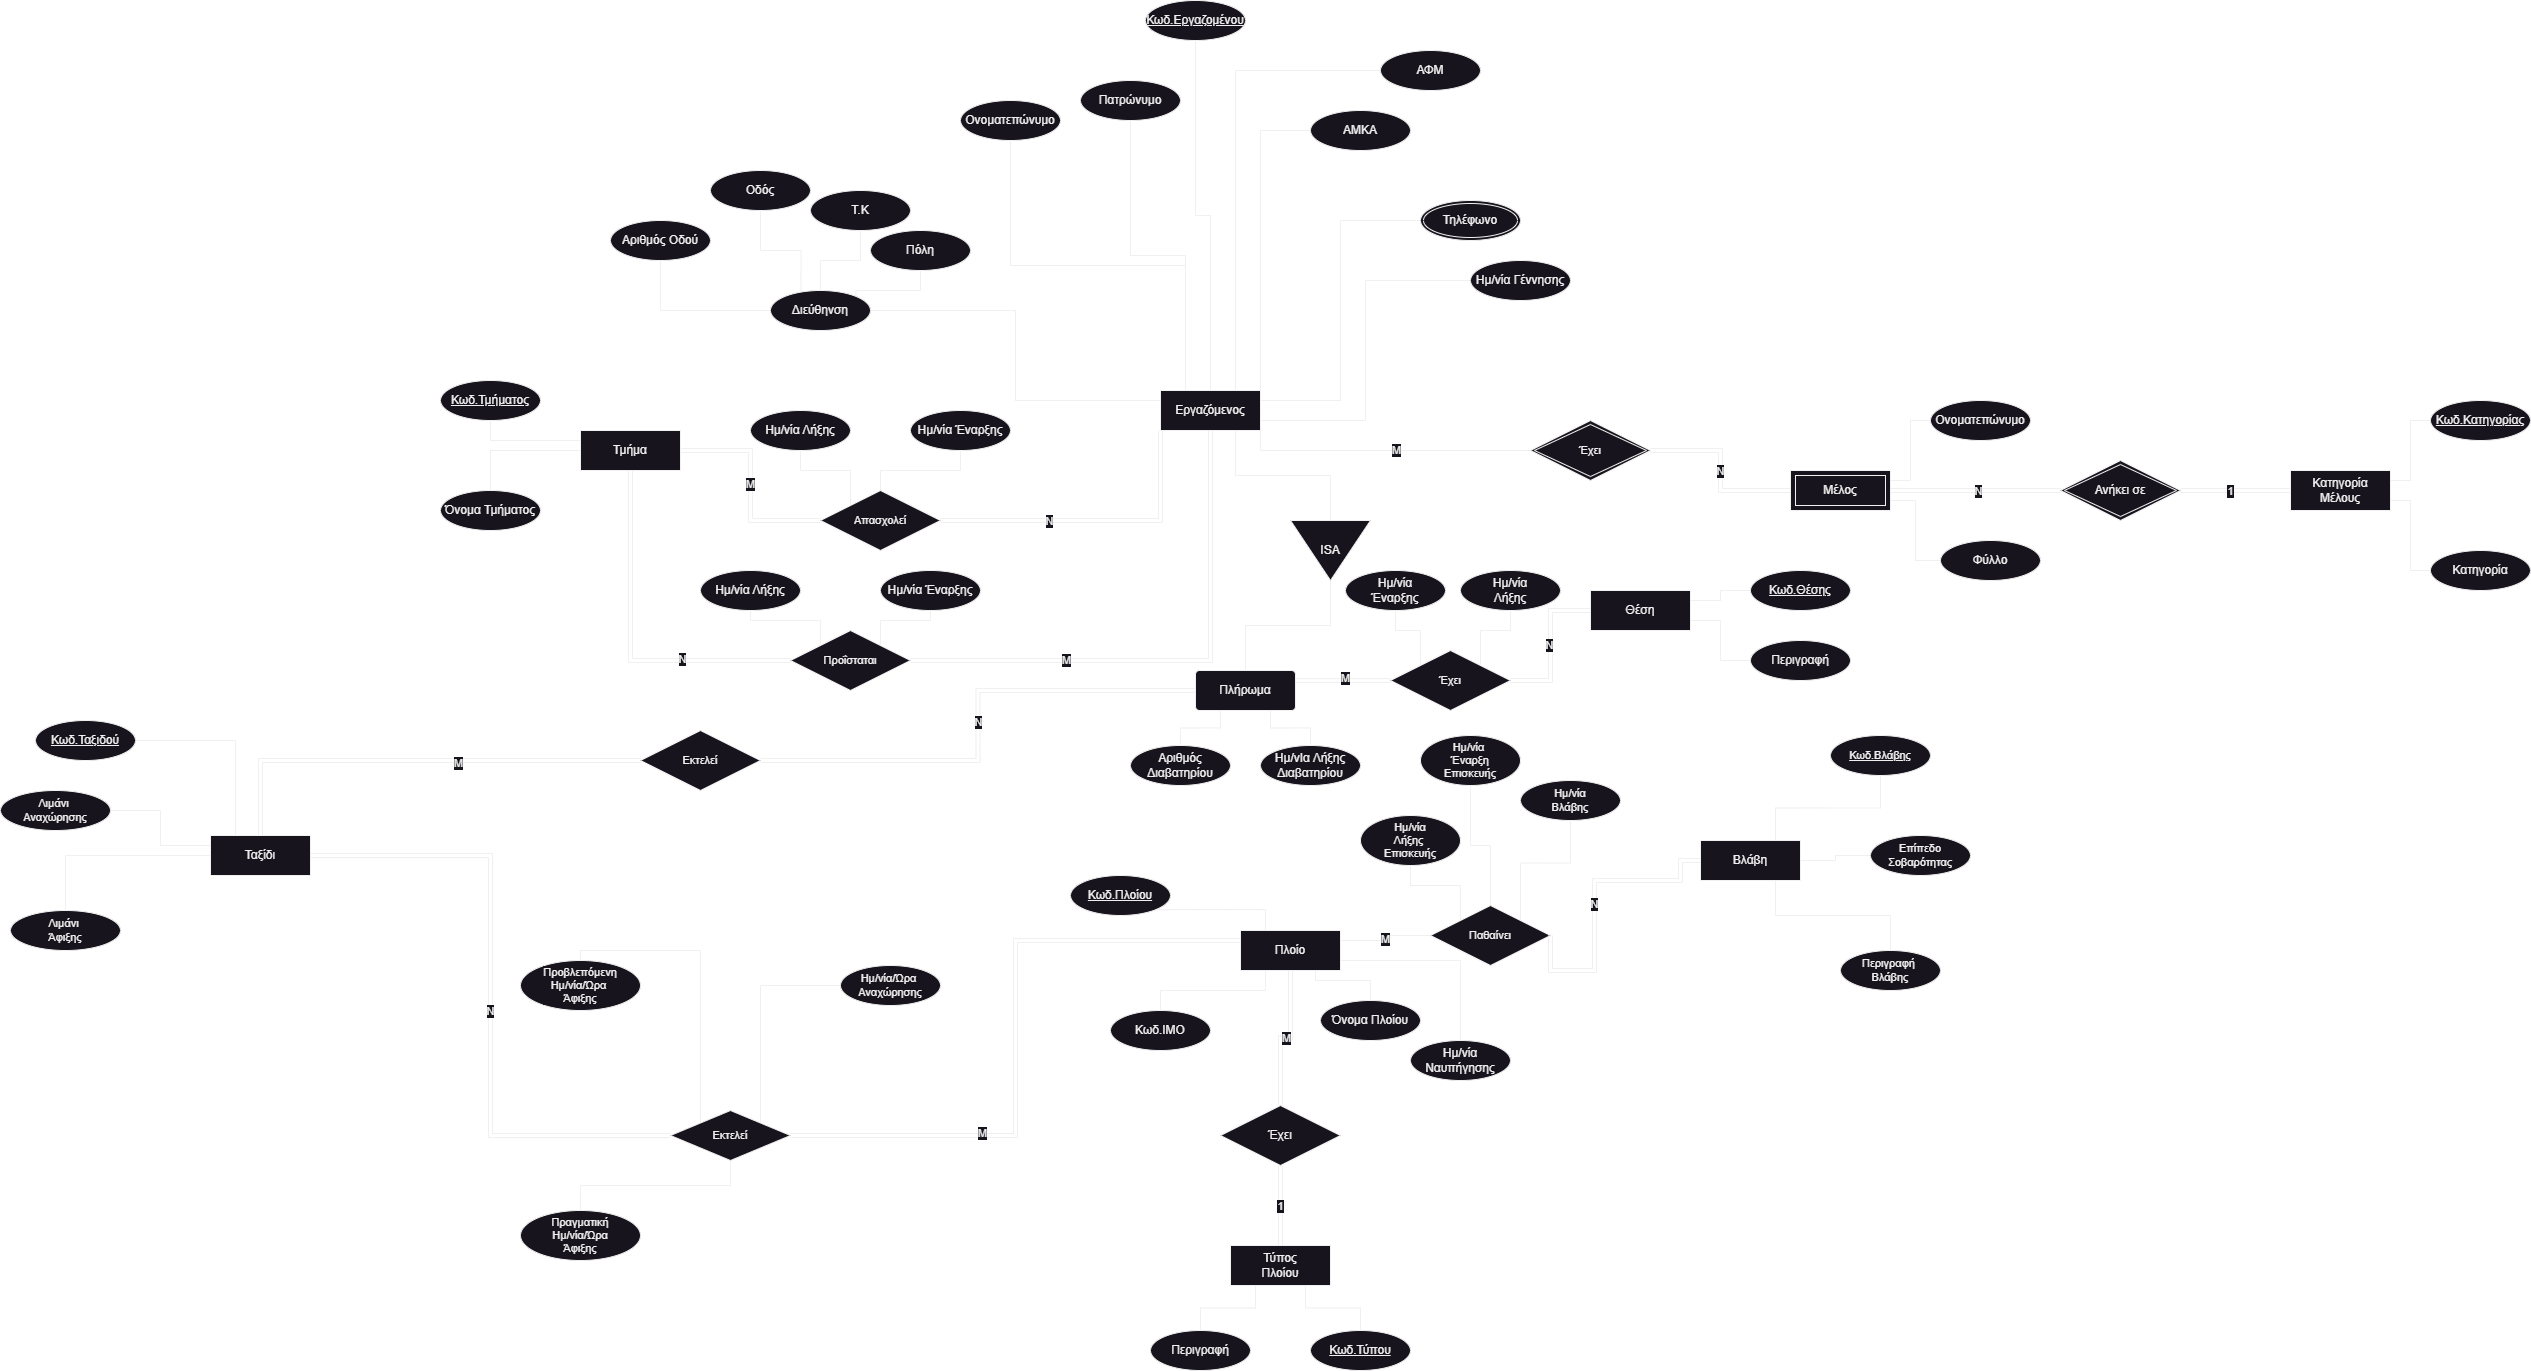 Κωδ.Εργαζομένου
ΑΦΜ
Πατρώνυμο
Ονοματεπώνυμο
ΑΜΚΑ
Οδός
Τ.Κ
Τηλέφωνο
Αριθμός Οδού
Πόλη
Ημ/νία Γέννησης
Διεύθηνση
Κωδ.Τμήματος
Εργαζόμενος
Ημ/νία Λήξης
Ημ/νία Έναρξης
Ονοματεπώνυμο
Κωδ.Κατηγορίας
Τμήμα
M
Έχει
N
M
Μέλος
N
Ανήκει σε
1
Κατηγορία
Μέλους
Όνομα Τμήματος
Απασχολεί
N
ISA
Φύλλο
Κατηγορία
Ημ/νία Λήξης
Ημ/νία Έναρξης
Ημ/νία
Έναρξης
Ημ/νία
Λήξης
Κωδ.Θέσης
Θέση
N
Προΐσταται
M
N
Περιγραφή
Πλήρωμα
M
Έχει
N
Κωδ.Ταξιδού
M
Εκτελεί
Αριθμός
Διαβατηρίου
Ημ/νία Λήξης
Διαβατηρίου
Ημ/νία
Έναρξη
Επισκευής
Κωδ.Βλάβης
Λιμάνι
Αναχώρησης
Ημ/νία
Βλάβης
Ημ/νία
Λήξης
Επισκευής
Ταξίδι
Βλάβη
Επίπεδο
Σοβαρότητας
Κωδ.Πλοίου
N
Λιμάνι
Άφιξης
Πλοίο
M
Παθαίνει
Περιγραφή
Βλάβης
Προβλεπόμενη
Ημ/νία/Ώρα
Άφιξης
Ημ/νία/Ώρα
Αναχώρησης
N
Κωδ.ΙΜΟ
M
Όνομα Πλοίου
Ημ/νία
Ναυπήγησης
Εκτελεί
M
Έχει
1
Πραγματική
Ημ/νία/Ώρα
Άφιξης
Τύπος
Πλοίου
Περιγραφή
Κωδ.Τύπου